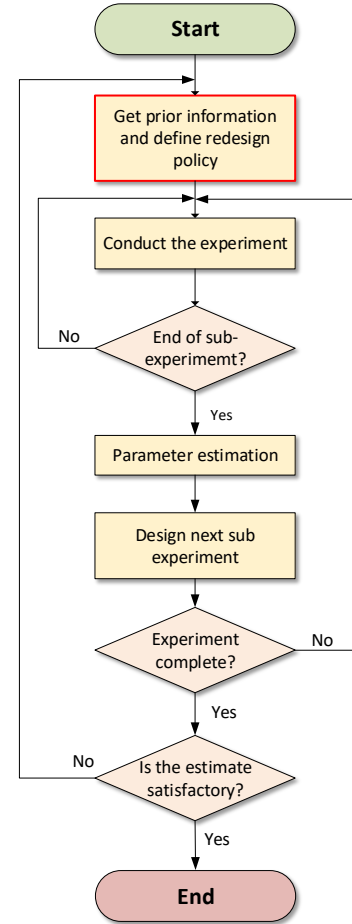 Start
Get prior information
and define redesign
policy
Conduct the experiment
No
End of sub-
experimemt?
Yes
Parameter estimation
Design next sub
experiment
Experiment
complete?
No
Yes
No
Is the estimate
satisfactory?
Yes
End